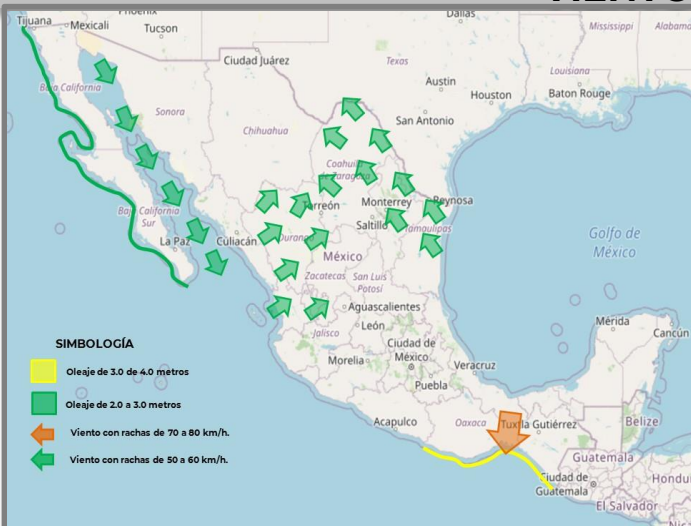 Dallas
Tijuana
Mexicali
Phoenix
Tucson
Mississippi
Alabama
Ciudad Juárez
Texas
Louisiana
Austin
Baton Rouge
Houston
Baja California
Sonora
San Antonio
Chihuahua
Coahuila
de Zaragoza
Torreón
Monterrey
Reynosa
Baja California
Sur
Saltillo
Tamaulipas
La Paz
Culiacán
Durango
Golfo de
México
México
Zacatecas
San Luis
Potosí
Aguascalientes
Mérida
Cancún
Jalisco
León
SIMBOLOGÍA
Ciudad de
México
Morelia
Veracruz
Oleaje de 3.0 de 4.0 metros
Puebla
Oleaje de 2.0 a 3.0 metros
Acapulco
Oaxaca
Tuxtla Gutiérrez
Belize
Viento con rachas de 70 a 80 km/h.
Guatemala
Viento con rachas de 50 a 60 km/h.
Ciudad de
Guatemala
Hondu
El Salvador